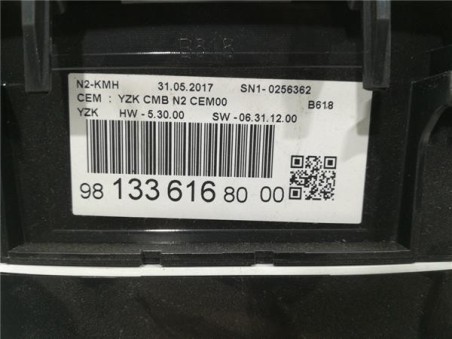 B618
N2-KMH 31.05.2017 SN1- 0256362
CEM : YZK CMB N2 CEM00 B618
YZK HW - 5.30.00 SW - 06.31.12.00
98 133 616 80 00